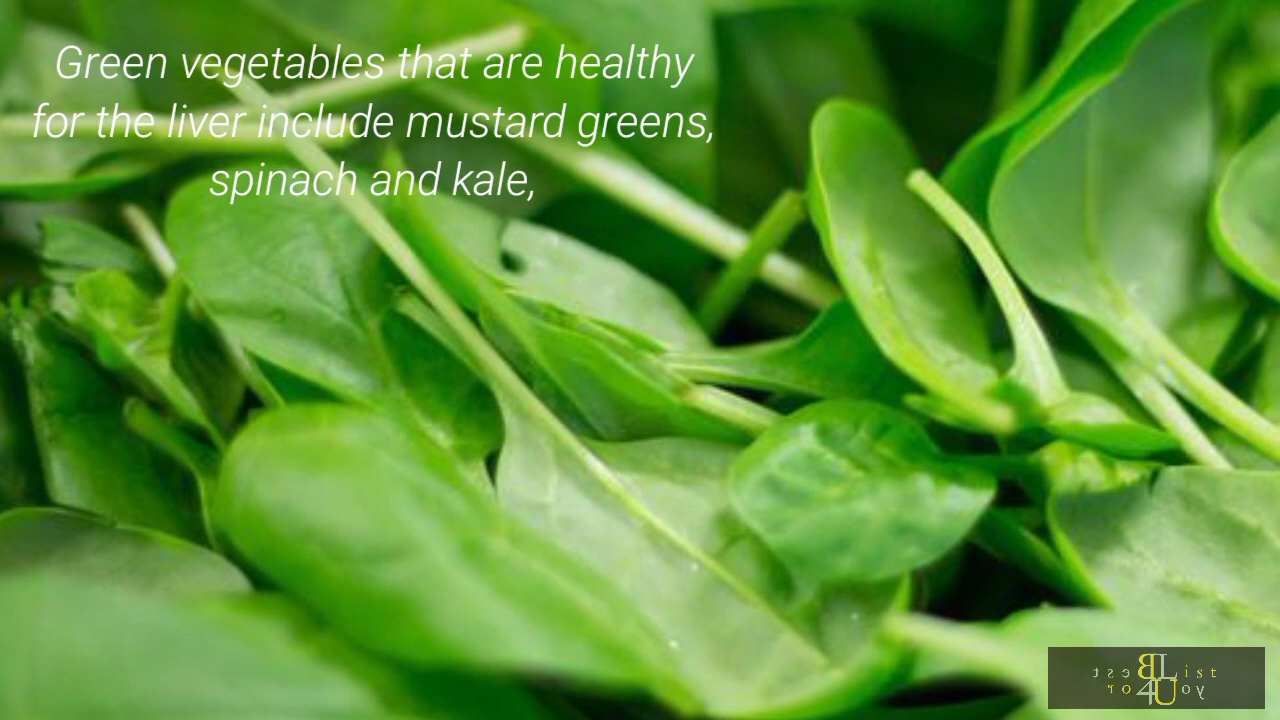 Green vegetables that are healthy
for the liver include mustard greens,
spinach and kale,